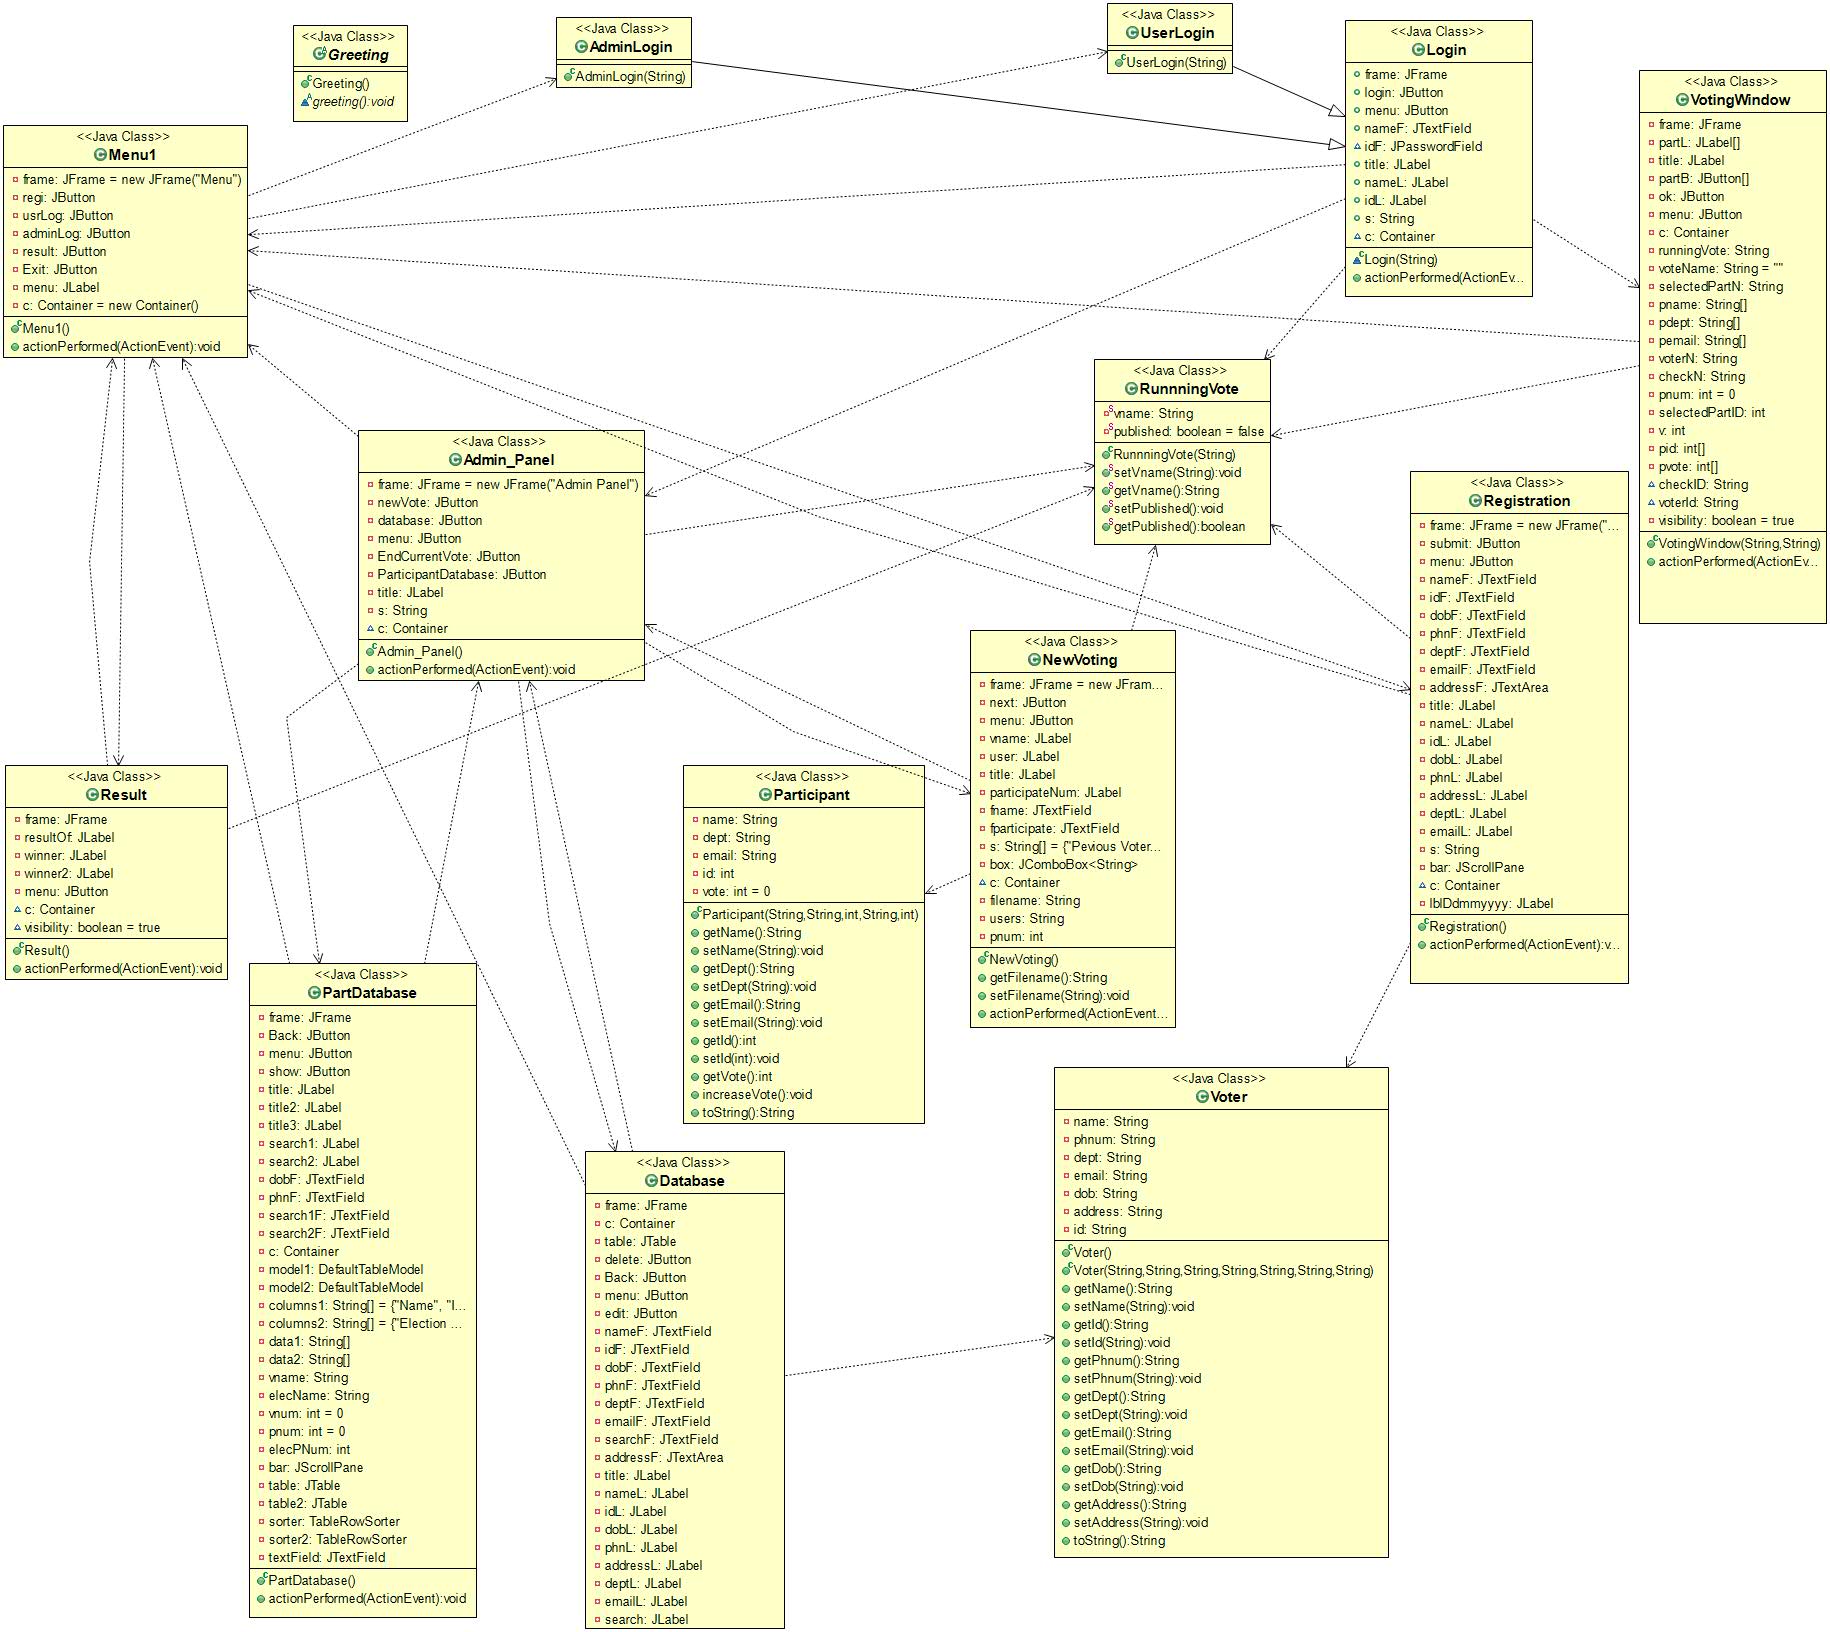 <<Java Class>>
Greeting
Greeting()
greeting():void
<<Java Class>>
AdminLogin
AdminLogin(String)
<<Java Class>>
UserLogin
UserLogin(String)
<<Java Class>>
Login
frame: JFrame
login: JButton
menu: JButton
nameF: JTextField
idF: JPasswordField
title: JLabel
nameL: JLabel
idL: JLabel
s: String
c: Container
Login(String)
actionPerformed(ActionEv...
<<Java Class>>
VotingWindow
frame: JFrame
partL: JLabel[]
title: JLabel
partB: JButton[]
ok: JButton
menu: JButton
c: Container
runningVote: String
voteName: String = ""
selectedPartN: String
pname: String[]
pdept: String[]
pemail: String[]
voterN: String
checkN: String
pnum: int = 0
selectedPartID: int
v: int
pid: int[]
pvote: int[]
checkID: String
voterId: String
visibility: boolean = true
VotingWindow(String,String)
actionPerformed(ActionEv...
<<Java Class>>
Menu1
frame: JFrame = new JFrame("Menu")
regi: JButton
usrLog: JButton
adminLog: JButton
result: JButton
Exit: JButton
menu: JLabel
c: Container = new Container()
Menu1()
actionPerformed(ActionEvent):void
<<Java Class>>
RunnningVote
vname: String
published: boolean = false
RunnningVote(String)
setVname(String):void
getVname():String
setPublished():void
getPublished():boolean
<<Java Class>>
Admin_Panel
frame: JFrame = new JFrame("Admin Panel")
newVote: JButton
database: JButton
menu: JButton
EndCurrentVote: JButton
ParticipantDatabase: JButton
title: JLabel
s: String
c: Container
Admin_Panel()
actionPerformed(ActionEvent):void
<<Java Class>>
Registration
frame: JFrame = new JFrame("...
submit: JButton
menu: JButton
nameF: JTextField
idF: JTextField
dobF: JTextField
phnF: JTextField
deptF: JTextField
emailF: JTextField
addressF: JTextArea
title: JLabel
nameL: JLabel
idL: JLabel
dobL: JLabel
phnL: JLabel
addressL: JLabel
deptL: JLabel
emailL: JLabel
s: String
bar: JScrollPane
c: Container
lblDdmmyyyy: JLabel
Registration()
actionPerformed(ActionEvent):v...
<<Java Class>>
NewVoting
frame: JFrame = new JFram...
next: JButton
menu: JButton
vname: JLabel
user: JLabel
title: JLabel
participateNum: JLabel
fname: JTextField
fparticipate: JTextField
s: String[] = {"Pevious Voter...
box: JComboBox<String>
c: Container
filename: String
users: String
pnum: int
NewVoting()
getFilename():String
setFilename(String):void
actionPerformed(ActionEvent...
<<Java Class>>
Result
frame: JFrame
resultOf: JLabel
winner: JLabel
winner2: JLabel
menu: JButton
c: Container
visibility: boolean = true
Result()
actionPerformed(ActionEvent):void
<<Java Class>>
Participant
name: String
dept: String
email: String
id: int
vote: int = 0
Participant(String,String,int,String,int)
getName():String
setName(String):void
getDept():String
setDept(String):void
getEmail():String
setEmail(String):void
getId():int
setId(int):void
getVote():int
increaseVote():void
toString():String
<<Java Class>>
PartDatabase
frame: JFrame
Back: JButton
menu: JButton
show: JButton
title: JLabel
title2: JLabel
title3: JLabel
search1: JLabel
search2: JLabel
dobF: JTextField
phnF: JTextField
search1F: JTextField
search2F: JTextField
c: Container
model1: DefaultTableModel
model2: DefaultTableModel
columns1: String[] = {"Name", "I...
columns2: String[] = {"Election ...
data1: String[]
data2: String[]
vname: String
elecName: String
vnum: int = 0
pnum: int = 0
elecPNum: int
bar: JScrollPane
table: JTable
table2: JTable
sorter: TableRowSorter
sorter2: TableRowSorter
textField: JTextField
PartDatabase()
actionPerformed(ActionEvent):void
<<Java Class>>
Database
frame: JFrame
c: Container
table: JTable
delete: JButton
Back: JButton
menu: JButton
edit: JButton
nameF: JTextField
idF: JTextField
dobF: JTextField
phnF: JTextField
deptF: JTextField
emailF: JTextField
searchF: JTextField
addressF: JTextArea
title: JLabel
nameL: JLabel
idL: JLabel
dobL: JLabel
phnL: JLabel
addressL: JLabel
deptL: JLabel
emailL: JLabel
search: JLabel
<<Java Class>>
Voter
name: String
phnum: String
dept: String
email: String
dob: String
address: String
id: String
Voter()
Voter(String,String,String,String,String,String,String)
getName():String
setName(String):void
getId():String
setId(String):void
getPhnum():String
setPhnum(String):void
getDept():String
setDept(String):void
getEmail():String
setEmail(String):void
getDob():String
setDob(String):void
getAddress():String
setAddress(String):void
toString():String